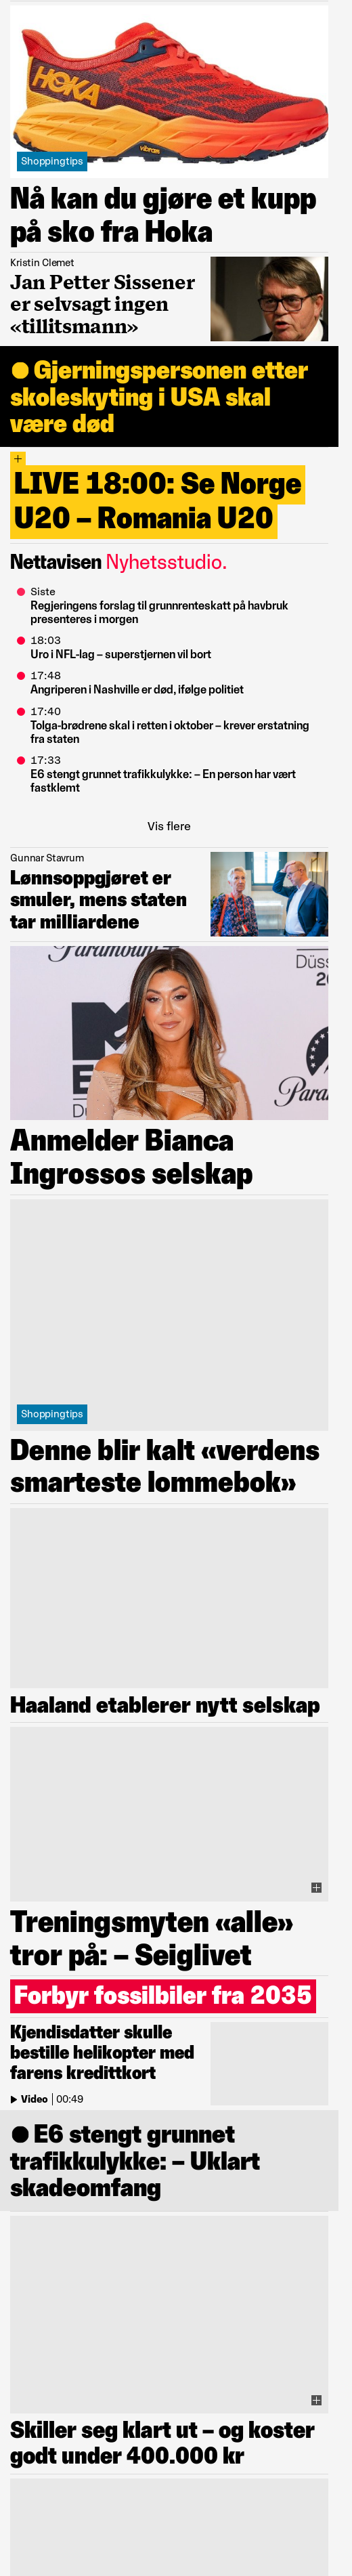 HOKA
vibram
Shoppingtips
Nå kan du gjøre et kupp
på sko fra Hoka
Kristin Clemet
Jan Petter Sissener
er selvsagt ingen
«tillitsmann»
Gjerningspersonen etter
skoleskyting i USA skal
være død
+
LIVE 18:00: Se Norge
U20 – Romania U20
Nettavisen Nyhetsstudio.
Siste
Regjeringens forslag til grunnrenteskatt på havbruk
presenteres i morgen
18:03
Uro i NFL-lag – superstjernen vil bort
17:48
Angriperen i Nashville er død, ifølge politiet
17:40
Tolga-brødrene skal i retten i oktober – krever erstatning
fra staten
17:33
E6 stengt grunnet trafikkulykke: – En person har vært
fastklemt
Vis flere
Gunnar Stavrum
Lønnsoppgjøret er
smuler, mens staten
tar milliardene
Paramount+
Düss
20
M
E
Dü
Para
Anmelder Bianca
Ingrossos selskap
Shoppingtips
Denne blir kalt «verdens
smarteste lommebok»
Haaland etablerer nytt selskap
Treningsmyten «alle»
tror på: – Seiglivet
Forbyr fossilbiler fra 2035
Kjendisdatter skulle
bestille helikopter med
farens kredittkort
Video | 00:49
E6 stengt grunnet
trafikkulykke: – Uklart
skadeomfang
Skiller seg klart ut – og koster
godt under 400.000 kr